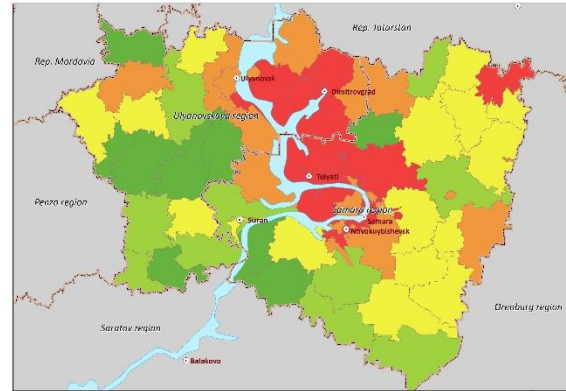 Rep. Tatarstan
Rep. Mordovia
Ulyanovsk
Dimitrovgrad
Ulyanovskaya region
Tolyati
Penza region
Samara region
Sizran
Samara
Novokuybishevsk
Orenburg region
Saratov region
Balakovo